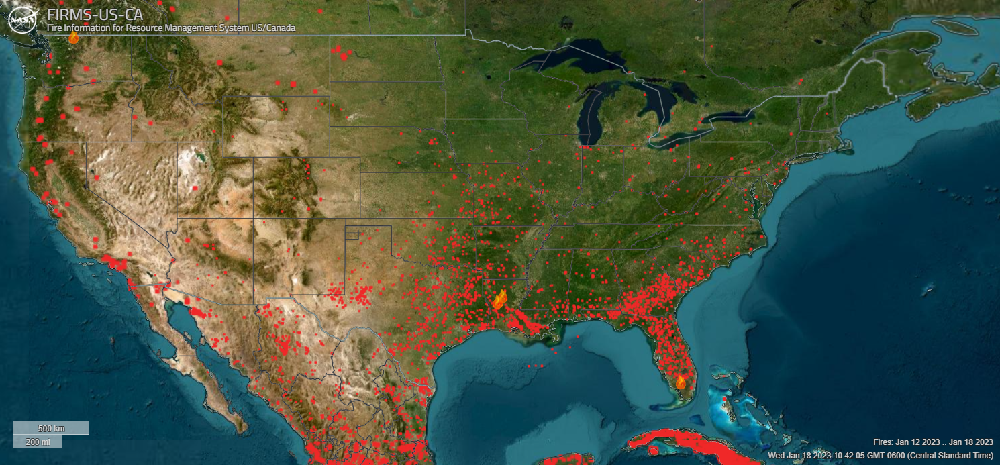 NASA
FIRMS-US-CA
Fire Information for Resource Management System US/Canada
500 km
200 mi
Fires: Jan 12 2023 .. Jan 18 2023
Wed Jan 18 2023 10:42:05 GMT-0600 (Central Standard Time)